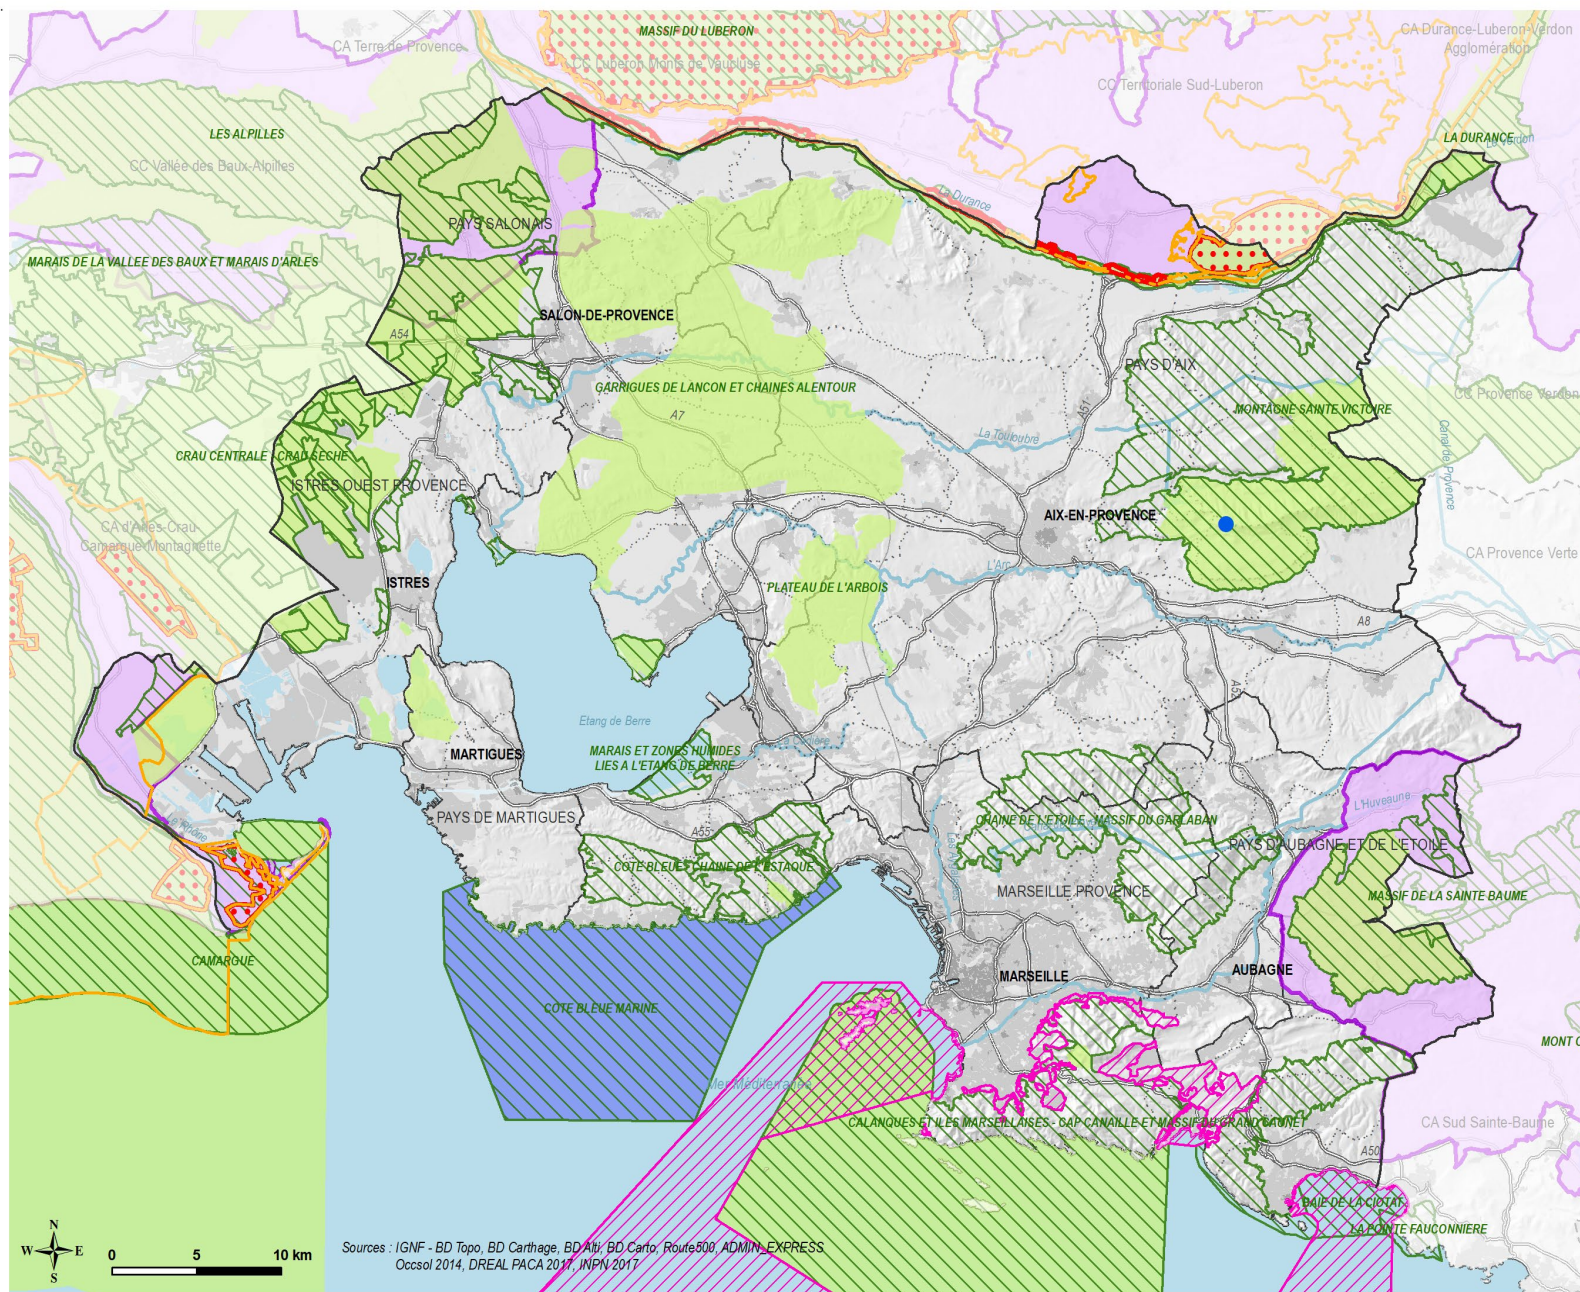 MASSIF DU LUBERON
CA Terre de Provence
CC Luberon Monts de Vaucluse
CA Durance-Luberon-Verdon
Agglomération
CC Territoriale Sud-Luberon
LES ALPILLES
CC Vallée des Baux-Alpilles
LA DURANCE
Le Verdon
La Durance
PAYS SALONAIS
MARAIS DE LA VALLEE DES BAUX ET MARAIS D'ARLES
SALON-DE-PROVENCE
A54
PAYS D'AIX
GARRIGUES DE LANCON ET CHAINES ALENTOUR
CC Provence Verdon
A7
A51
MONTAGNE SAINTE VICTOIRE
La Touloubre
Canal de Provence
CRAU CENTRALE - CRAU SECHE
ISTRES OUEST PROVENCE
CA d'Arles-Crau-
Camargue-Montagnette
AIX-EN-PROVENCE
CA Provence Verte
L'Arc
ISTRES
PLATEAU DE L'ARBOIS
A8
A52
Etang de Berre
MARTIGUES
MARAIS ET ZONES HUMIDES
LIES A L'ETANG DE BERRE
L'Huveaune
Le Rhône
PAYS DE MARTIGUES
A55
CHAINE DE L'ETOILE - MASSIF DU GARLABAN
PAYS D'AUBAGNE ET DE L'ETOILE
COTE BLEUE - CHAINE DE L'ESTAQUE
Les Aygalades
MARSEILLE PROVENCE
MASSIF DE LA SAINTE BAUME
CAMARGUE
MARSEILLE
AUBAGNE
COTE BLEUE MARINE
MONT C
Mer Méditerranée
CALANQUES ET ILES MARSEILLAISES - CAP CANAILLE ET MASSIF DU GRAND CAUNET
CA Sud Sainte-Baume
A50
BAIE DE LA CIOTAT
LA POINTE FAUCONNIERE
N
W E
S
0 5 10 km
Sources : IGNF - BD Topo, BD Carthage, BD Alti, BD Carto, Route500, ADMIN_EXPRESS
Occsol 2014, DREAL PACA 2017, INPN 2017